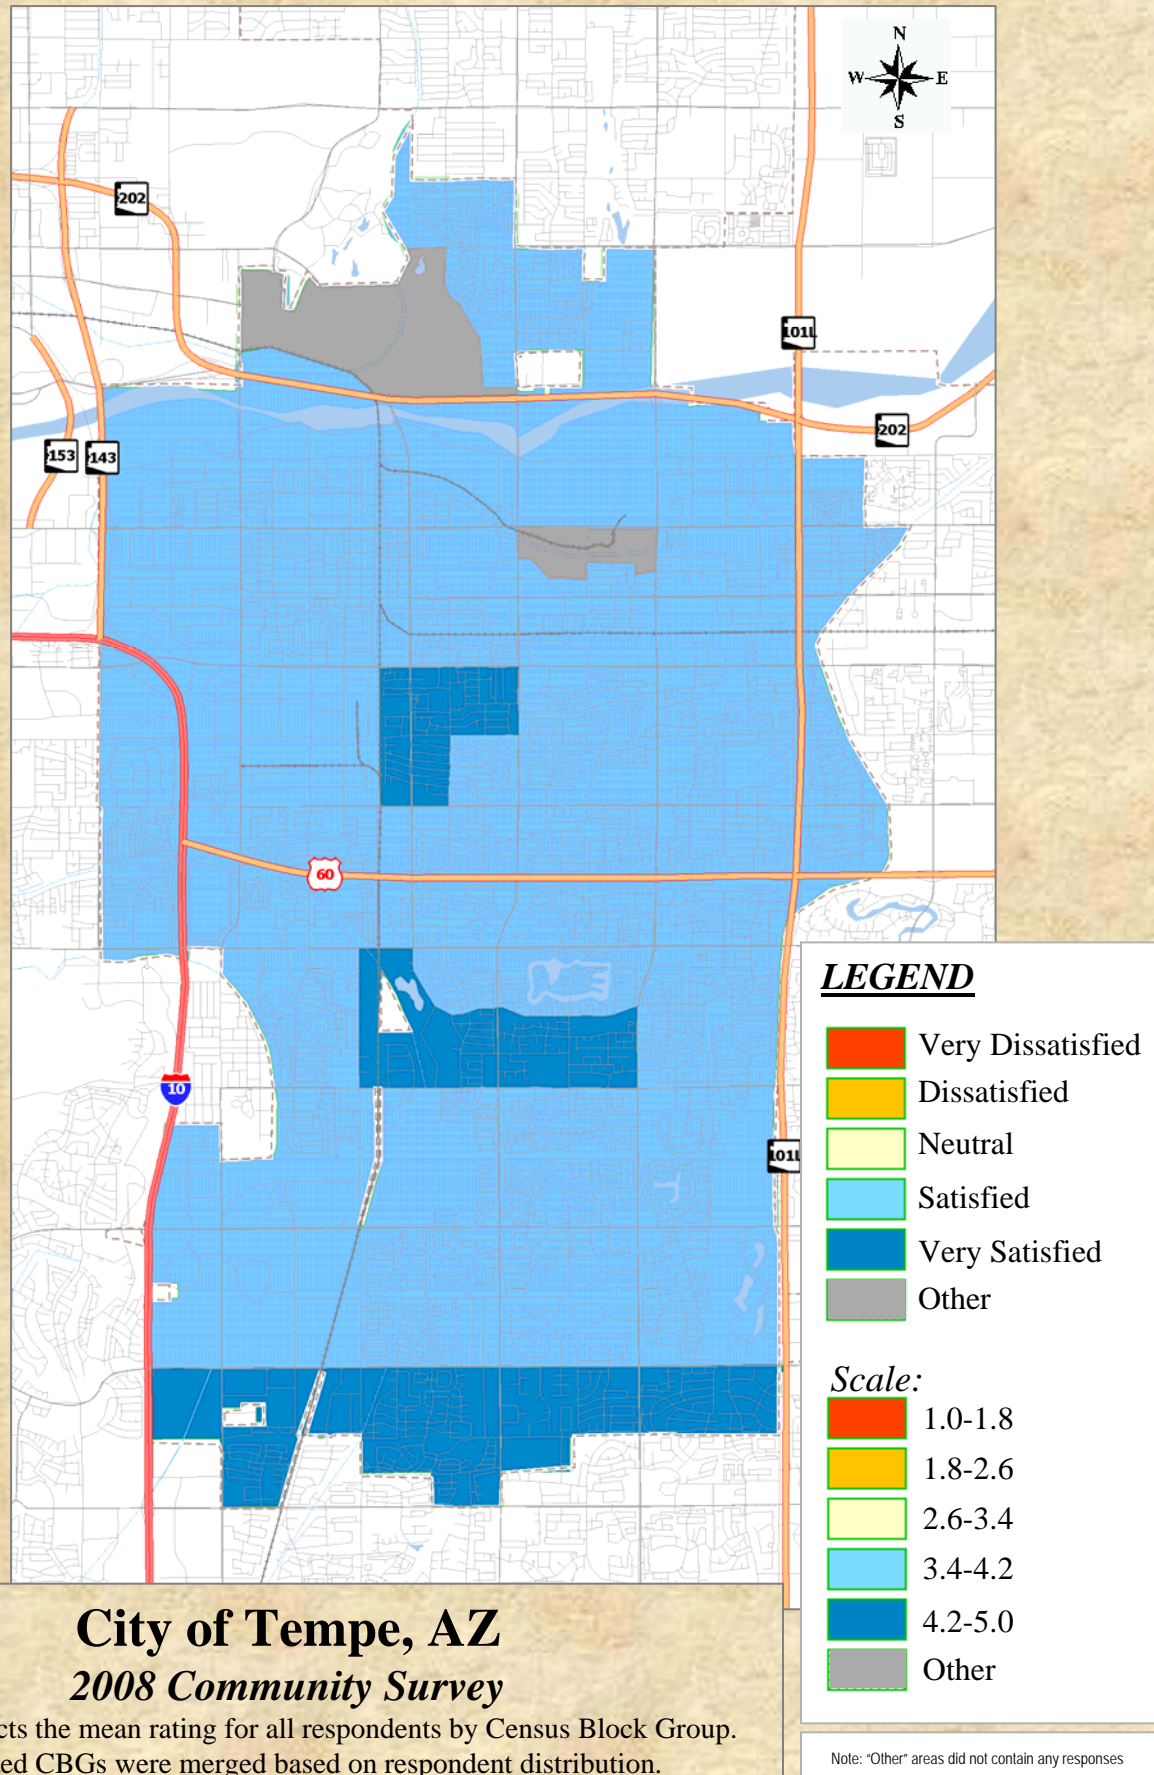 N
W E
S
202
101L
202
153
143
60
10
101L
LEGEND
Very Dissatisfied
Dissatisfied
Neutral
Satisfied
Very Satisfied
Other
Scale:
1.0-1.8
1.8-2.6
2.6-3.4
3.4-4.2
4.2-5.0
Other
City of Tempe, AZ
2008 Community Survey
the mean rating for all respondents by Census Block Group.
CBGs were merged based on respondent distribution.
Note: "Other" areas did not contain any responses